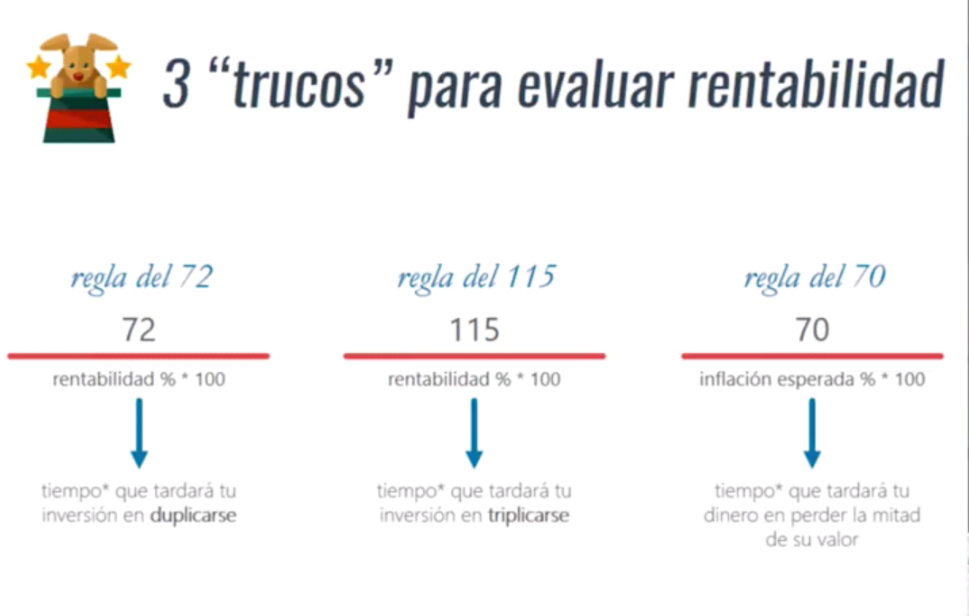 3 “trucos” para evaluar rentabilidad
regla del 72
72
rentabilidad % * 100
tiempo* que tardará tu
inversión en duplicarse
regla del 115
115
rentabilidad % * 100
tiempo* que tardará tu
inversión en triplicarse
regla del 70
70
inflación esperada % * 100
tiempo* que tardará tu
dinero en perder la mitad
de su valor